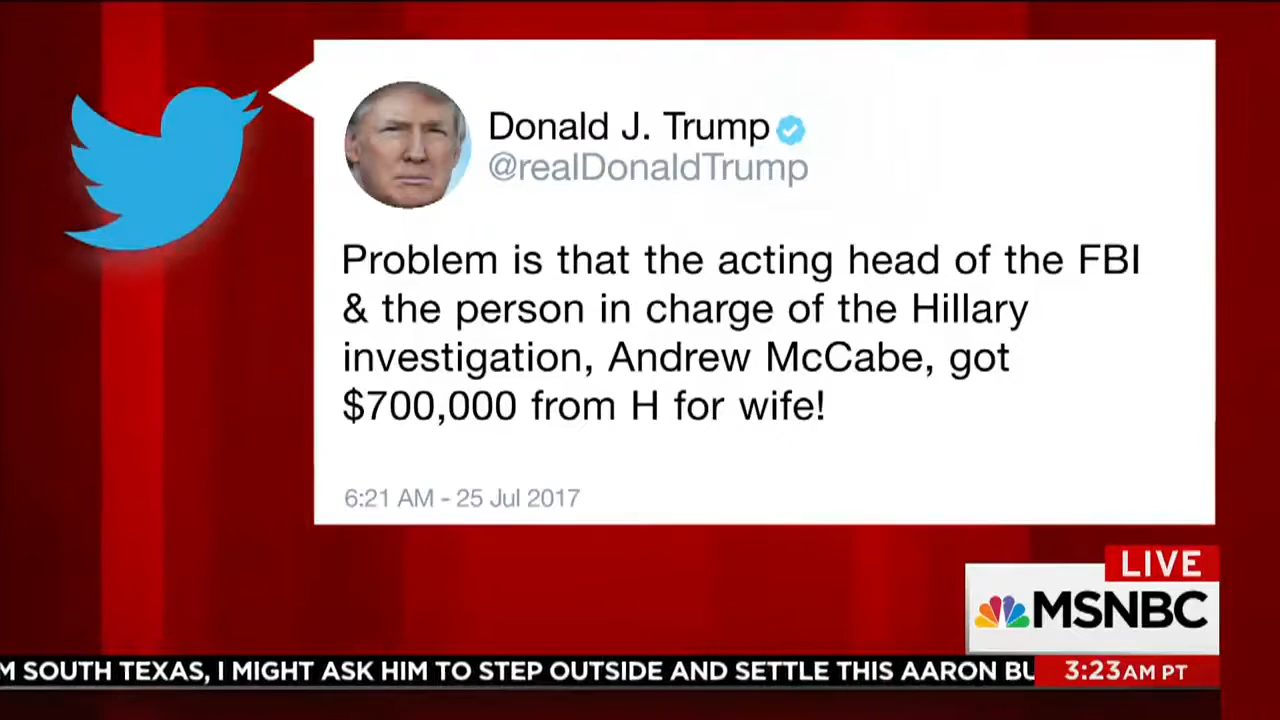 Donald J. Trump
@realDonaldTrump
Problem is that the acting head of the FBI
& the person in charge of the Hillary
investigation, Andrew McCabe, got
$700,000 from H for wife!
6:21 AM - 25 Jul 2017
LIVE
MSNBC
M SOUTH TEXAS, I MIGHT ASK HIM TO STEP OUTSIDE AND SETTLE THIS AARON BU
3:23AM PT